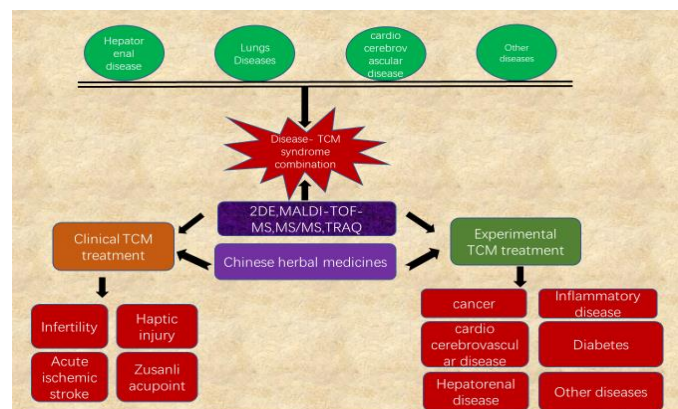 Hepator
enal
disease
Lungs
Diseases
cardio
cerebrov
ascular
disease
Other
diseases
Disease- TCM
syndrome
combination
2DE,MALDI-TOF-
MS,MS/MS,TRAQ
Chinese herbal medicines
Clinical TCM
treatment
Experimental
TCM treatment
Infertility
Haptic
injury
Acute
ischemic
stroke
Zusanli
acupoint
cancer
Inflammatory
disease
cardio
cerebrovascul
ar disease
Diabetes
Hepatorenal
disease
Other diseases